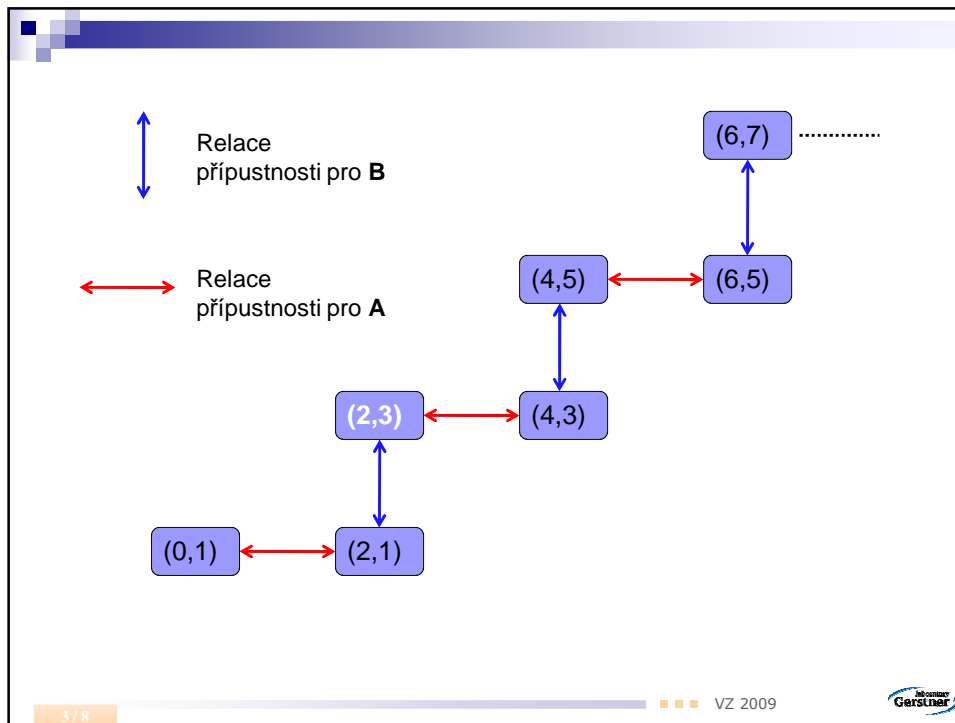 (6,7)
Relace
přípustnosti pro B
(4,5)
(6,5)
Relace
přípustnosti pro A
(2,3)
(4,3)
(0,1)
(2,1)
3 / 8
VZ 2009
laboratory
Gerstner